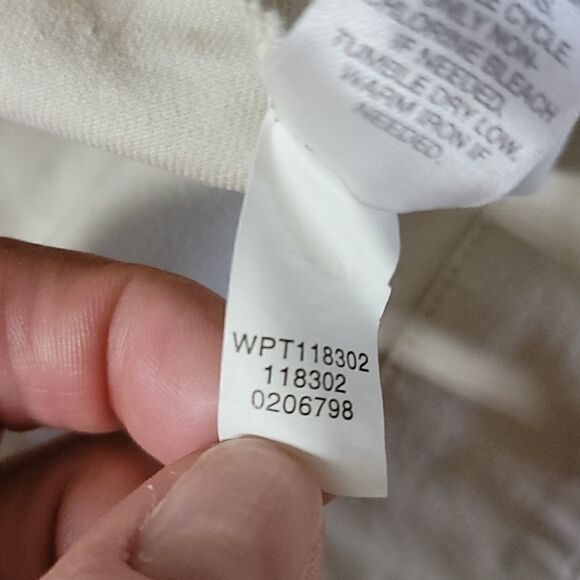 CYCLE.
ONLY NON-
CHLORINE BLEACH
IF NEEDED.
TUMBLE DRY LOW.
WARM IRON IF
NEEDED.
WPT118302
118302
0206798